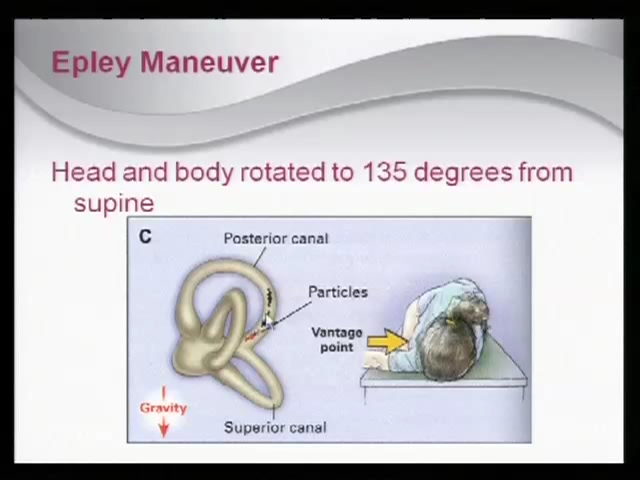 Epley Maneuver
Head and body rotated to 135 degrees from
supine
C
Posterior canal
Particles
Vantage
point
Gravity
Superior canal